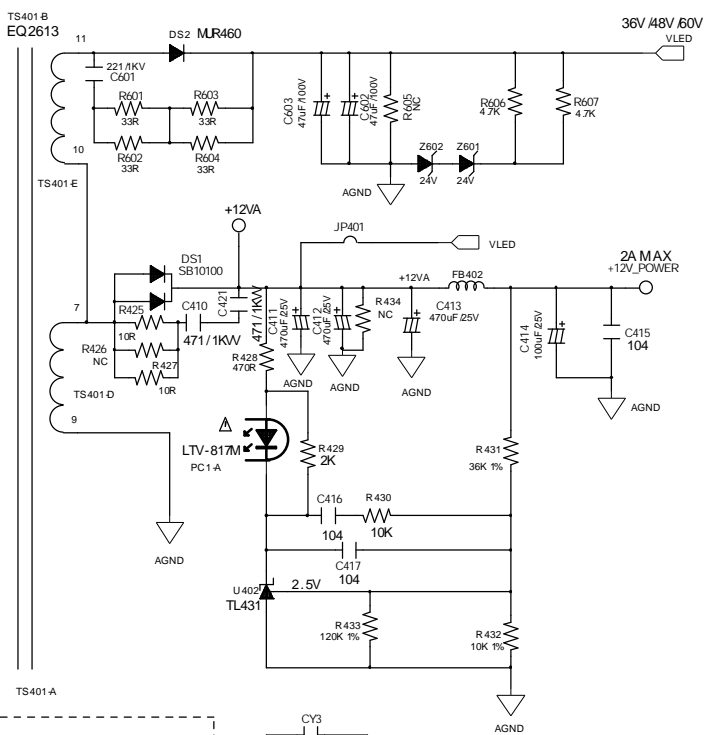 TS401-B
EQ2613
11
DS2 MUR460
36V/48V/60V
VLED
221/1KV
C601
R601
33R
R603
33R
R602
33R
R604
33R
10
TS401-E
C603
47uF/100V
C602
47uF/100V
R605
NC
R606
4.7K
R607
4.7K
Z602
24V
Z601
24V
AGND
+12VA
JP401
VLED
DS1
SB10100
+12VA
FB402
2A MAX
+12V_POWER
7
R425
10R
C410
471/1KW
C421
471/1KW
R426
NC
R427
10R
TS401-D
9
AGND
C411
470uF/25V
C412
470uF/25V
R434
NC
C413
470uF/25V
C414
100uF/25V
C415
104
R428
470R
AGND
AGND
AGND
AGND
LTV-817M
PC1-A
R429
2K
R431
36K 1%
C416
104
R430
10K
C417
104
U402
TL431
2.5V
R433
120K 1%
R432
10K 1%
AGND
TS401-A
CY3